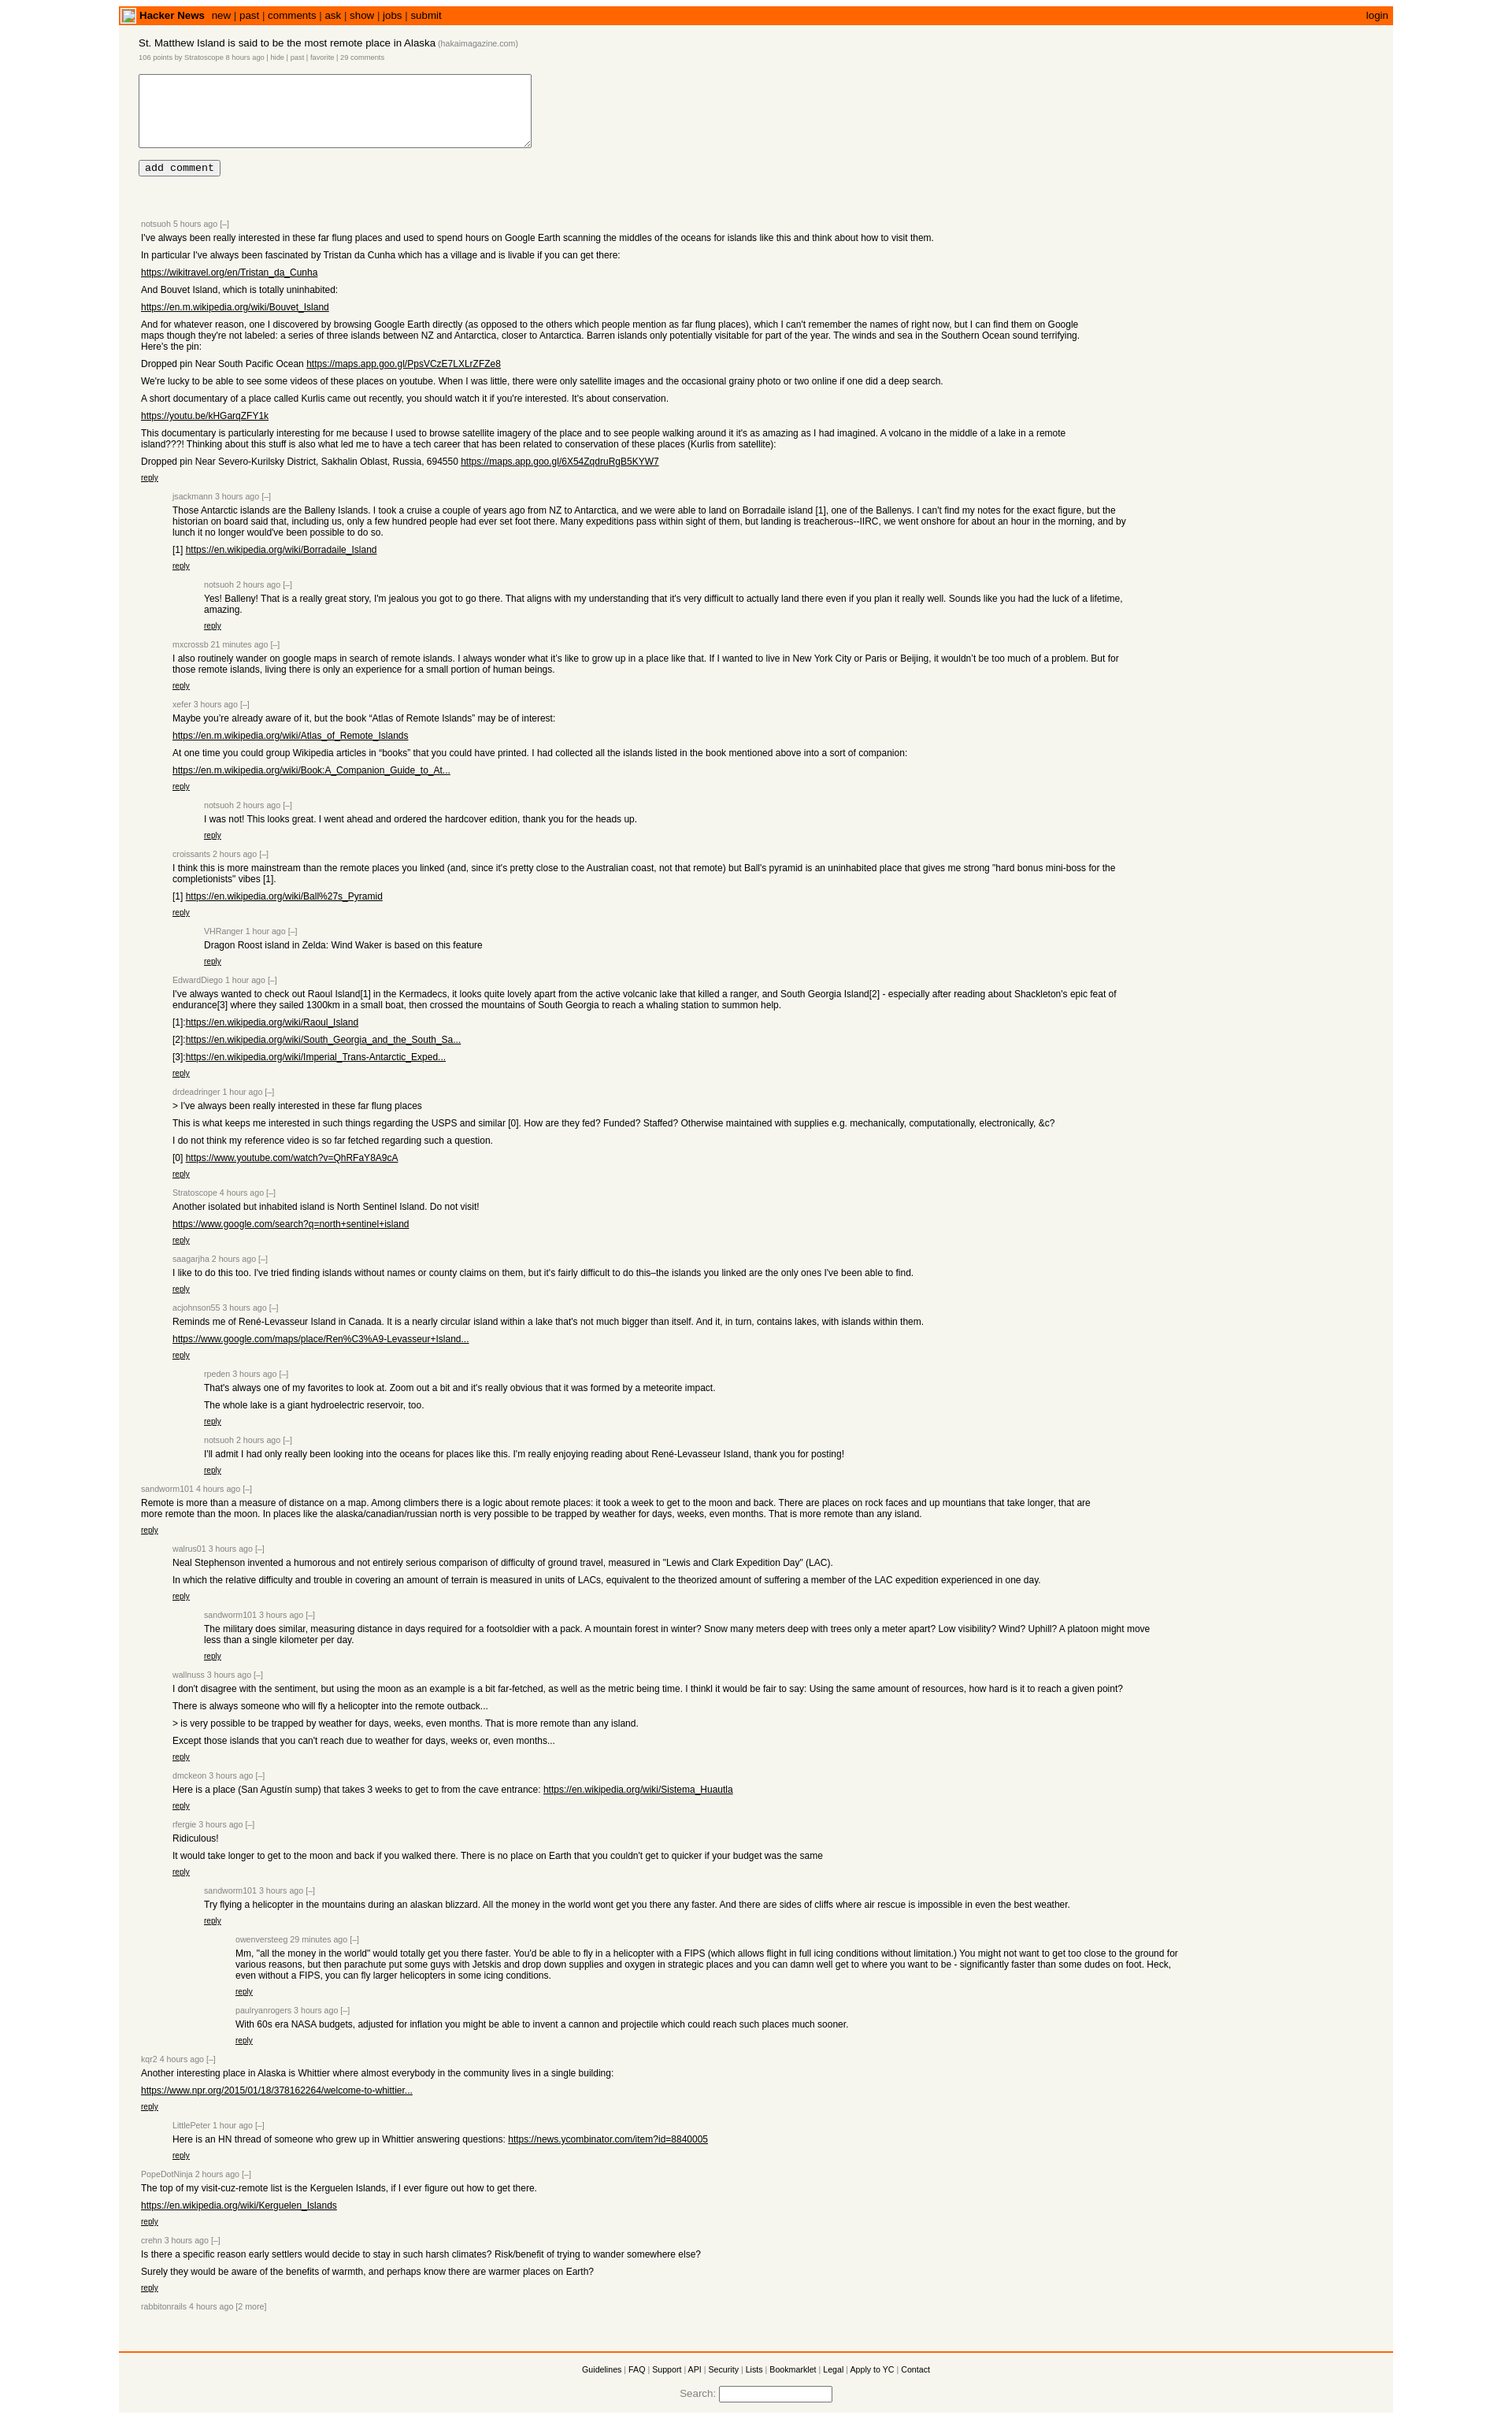 Hacker News new | past | comments | ask | show | jobs | submit login
St. Matthew Island is said to be the most remote place in Alaska (hakaimagazine.com)
106 points by Stratoscope 8 hours ago | hide | past | favorite | 29 comments
add comment
notsuoh 5 hours ago [–]
I've always been really interested in these far flung places and used to spend hours on Google Earth scanning the middles of the oceans for islands like this and think about how to visit them.
In particular I've always been fascinated by Tristan da Cunha which has a village and is livable if you can get there:
https://wikitravel.org/en/Tristan_da_Cunha
And Bouvet Island, which is totally uninhabited:
https://en.m.wikipedia.org/wiki/Bouvet_Island
And for whatever reason, one I discovered by browsing Google Earth directly (as opposed to the others which people mention as far flung places), which I can't remember the names of right now, but I can find them on Google
maps though they're not labeled: a series of three islands between NZ and Antarctica, closer to Antarctica. Barren islands only potentially visitable for part of the year. The winds and sea in the Southern Ocean sound terrifying.
Here's the pin:
Dropped pin Near South Pacific Ocean https://maps.app.goo.gl/PpsVCzE7LXLrZFZe8
We're lucky to be able to see some videos of these places on youtube. When I was little, there were only satellite images and the occasional grainy photo or two online if one did a deep search.
A short documentary of a place called Kurlis came out recently, you should watch it if you're interested. It's about conservation.
https://youtu.be/kHGarqZFY1k
This documentary is particularly interesting for me because I used to browse satellite imagery of the place and to see people walking around it it's as amazing as I had imagined. A volcano in the middle of a lake in a remote
island???! Thinking about this stuff is also what led me to have a tech career that has been related to conservation of these places (Kurlis from satellite):
Dropped pin Near Severo-Kurilsky District, Sakhalin Oblast, Russia, 694550 https://maps.app.goo.gl/6X54ZqdruRgB5KYW7
reply
jsackmann 3 hours ago [–]
Those Antarctic islands are the Balleny Islands. I took a cruise a couple of years ago from NZ to Antarctica, and we were able to land on Borradaile island [1], one of the Ballenys. I can't find my notes for the exact figure, but the
historian on board said that, including us, only a few hundred people had ever set foot there. Many expeditions pass within sight of them, but landing is treacherous--IIRC, we went onshore for about an hour in the morning, and by
lunch it no longer would've been possible to do so.
[1] https://en.wikipedia.org/wiki/Borradaile_Island
reply
notsuoh 2 hours ago [–]
Yes! Balleny! That is a really great story, I'm jealous you got to go there. That aligns with my understanding that it's very difficult to actually land there even if you plan it really well. Sounds like you had the luck of a lifetime,
amazing.
reply
mxcrossb 21 minutes ago [–]
I also routinely wander on google maps in search of remote islands. I always wonder what it’s like to grow up in a place like that. If I wanted to live in New York City or Paris or Beijing, it wouldn’t be too much of a problem. But for
those remote islands, living there is only an experience for a small portion of human beings.
reply
xefer 3 hours ago [–]
Maybe you’re already aware of it, but the book “Atlas of Remote Islands” may be of interest:
https://en.m.wikipedia.org/wiki/Atlas_of_Remote_Islands
At one time you could group Wikipedia articles in “books” that you could have printed. I had collected all the islands listed in the book mentioned above into a sort of companion:
https://en.m.wikipedia.org/wiki/Book:A_Companion_Guide_to_At...
reply
notsuoh 2 hours ago [–]
I was not! This looks great. I went ahead and ordered the hardcover edition, thank you for the heads up.
reply
croissants 2 hours ago [–]
I think this is more mainstream than the remote places you linked (and, since it's pretty close to the Australian coast, not that remote) but Ball's pyramid is an uninhabited place that gives me strong "hard bonus mini-boss for the
completionists" vibes [1].
[1] https://en.wikipedia.org/wiki/Ball%27s_Pyramid
reply
VHRanger 1 hour ago [–]
Dragon Roost island in Zelda: Wind Waker is based on this feature
reply
EdwardDiego 1 hour ago [–]
I've always wanted to check out Raoul Island[1] in the Kermadecs, it looks quite lovely apart from the active volcanic lake that killed a ranger, and South Georgia Island[2] - especially after reading about Shackleton's epic feat of
endurance[3] where they sailed 1300km in a small boat, then crossed the mountains of South Georgia to reach a whaling station to summon help.
[1]:https://en.wikipedia.org/wiki/Raoul_Island
[2]:https://en.wikipedia.org/wiki/South_Georgia_and_the_South_Sa...
[3]:https://en.wikipedia.org/wiki/Imperial_Trans-Antarctic_Exped...
reply
drdeadringer 1 hour ago [–]
> I've always been really interested in these far flung places
This is what keeps me interested in such things regarding the USPS and similar [0]. How are they fed? Funded? Staffed? Otherwise maintained with supplies e.g. mechanically, computationally, electronically, &c?
I do not think my reference video is so far fetched regarding such a question.
[0] https://www.youtube.com/watch?v=QhRFaY8A9cA
reply
Stratoscope 4 hours ago [–]
Another isolated but inhabited island is North Sentinel Island. Do not visit!
https://www.google.com/search?q=north+sentinel+island
reply
saagarjha 2 hours ago [–]
I like to do this too. I've tried finding islands without names or county claims on them, but it's fairly difficult to do this–the islands you linked are the only ones I've been able to find.
reply
acjohnson55 3 hours ago [–]
Reminds me of René-Levasseur Island in Canada. It is a nearly circular island within a lake that's not much bigger than itself. And it, in turn, contains lakes, with islands within them.
https://www.google.com/maps/place/Ren%C3%A9-Levasseur+Island...
reply
rpeden 3 hours ago [–]
That's always one of my favorites to look at. Zoom out a bit and it's really obvious that it was formed by a meteorite impact.
The whole lake is a giant hydroelectric reservoir, too.
reply
notsuoh 2 hours ago [–]
I'll admit I had only really been looking into the oceans for places like this. I'm really enjoying reading about René-Levasseur Island, thank you for posting!
reply
sandworm101 4 hours ago [–]
Remote is more than a measure of distance on a map. Among climbers there is a logic about remote places: it took a week to get to the moon and back. There are places on rock faces and up mountians that take longer, that are
more remote than the moon. In places like the alaska/canadian/russian north is very possible to be trapped by weather for days, weeks, even months. That is more remote than any island.
reply
walrus01 3 hours ago [–]
Neal Stephenson invented a humorous and not entirely serious comparison of difficulty of ground travel, measured in "Lewis and Clark Expedition Day" (LAC).
In which the relative difficulty and trouble in covering an amount of terrain is measured in units of LACs, equivalent to the theorized amount of suffering a member of the LAC expedition experienced in one day.
reply
sandworm101 3 hours ago [–]
The military does similar, measuring distance in days required for a footsoldier with a pack. A mountain forest in winter? Snow many meters deep with trees only a meter apart? Low visibility? Wind? Uphill? A platoon might move
less than a single kilometer per day.
reply
wallnuss 3 hours ago [–]
I don't disagree with the sentiment, but using the moon as an example is a bit far-fetched, as well as the metric being time. I thinkl it would be fair to say: Using the same amount of resources, how hard is it to reach a given point?
There is always someone who will fly a helicopter into the remote outback...
> is very possible to be trapped by weather for days, weeks, even months. That is more remote than any island.
Except those islands that you can't reach due to weather for days, weeks or, even months...
reply
dmckeon 3 hours ago [–]
Here is a place (San Agustín sump) that takes 3 weeks to get to from the cave entrance: https://en.wikipedia.org/wiki/Sistema_Huautla
reply
rfergie 3 hours ago [–]
Ridiculous!
It would take longer to get to the moon and back if you walked there. There is no place on Earth that you couldn't get to quicker if your budget was the same
reply
sandworm101 3 hours ago [–]
Try flying a helicopter in the mountains during an alaskan blizzard. All the money in the world wont get you there any faster. And there are sides of cliffs where air rescue is impossible in even the best weather.
reply
owenversteeg 29 minutes ago [–]
Mm, "all the money in the world" would totally get you there faster. You'd be able to fly in a helicopter with a FIPS (which allows flight in full icing conditions without limitation.) You might not want to get too close to the ground for
various reasons, but then parachute put some guys with Jetskis and drop down supplies and oxygen in strategic places and you can damn well get to where you want to be - significantly faster than some dudes on foot. Heck,
even without a FIPS, you can fly larger helicopters in some icing conditions.
reply
paulryanrogers 3 hours ago [–]
With 60s era NASA budgets, adjusted for inflation you might be able to invent a cannon and projectile which could reach such places much sooner.
reply
kqr2 4 hours ago [–]
Another interesting place in Alaska is Whittier where almost everybody in the community lives in a single building:
https://www.npr.org/2015/01/18/378162264/welcome-to-whittier...
reply
LittlePeter 1 hour ago [–]
Here is an HN thread of someone who grew up in Whittier answering questions: https://news.ycombinator.com/item?id=8840005
reply
PopeDotNinja 2 hours ago [–]
The top of my visit-cuz-remote list is the Kerguelen Islands, if I ever figure out how to get there.
https://en.wikipedia.org/wiki/Kerguelen_Islands
reply
crehn 3 hours ago [–]
Is there a specific reason early settlers would decide to stay in such harsh climates? Risk/benefit of trying to wander somewhere else?
Surely they would be aware of the benefits of warmth, and perhaps know there are warmer places on Earth?
reply
rabbitonrails 4 hours ago [2 more]
Guidelines | FAQ | Support | API | Security | Lists | Bookmarklet | Legal | Apply to YC | Contact
Search: